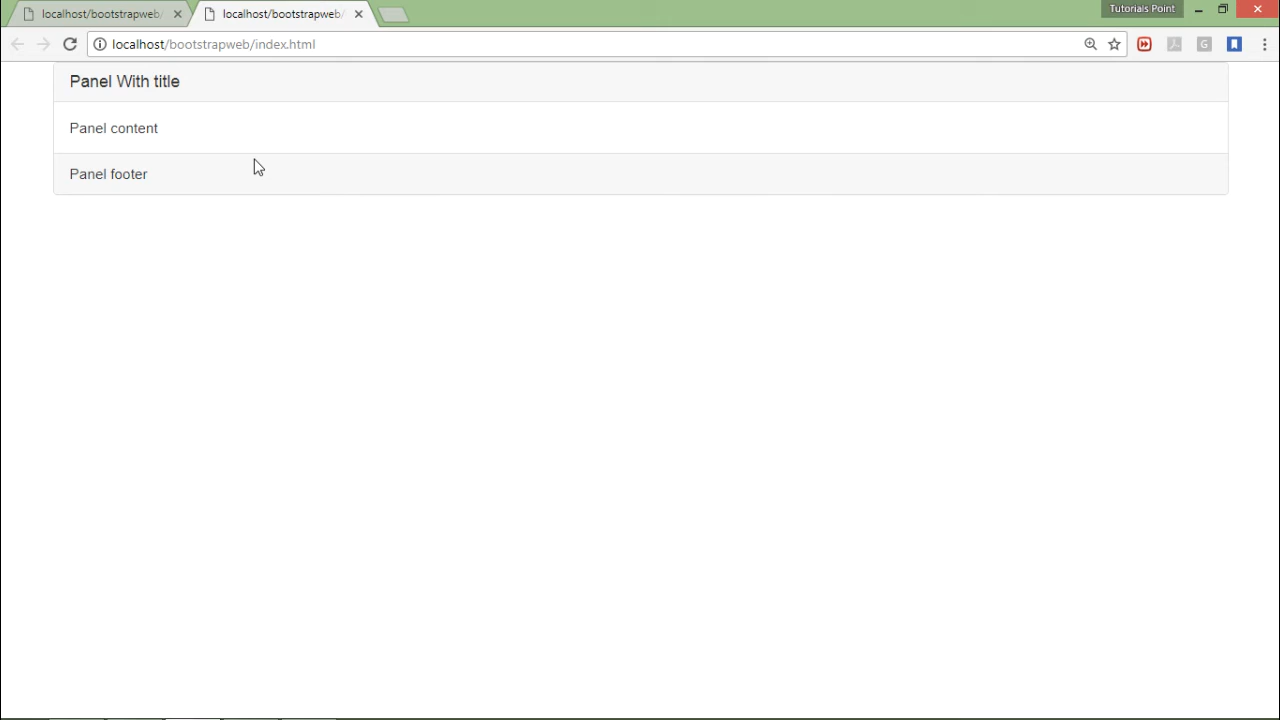 localhost/bootstrapweb/
localhost/bootstrapweb/
Tutorials Point
localhost/bootstrapweb/index.html
G
Panel With title
Panel content
Panel footer